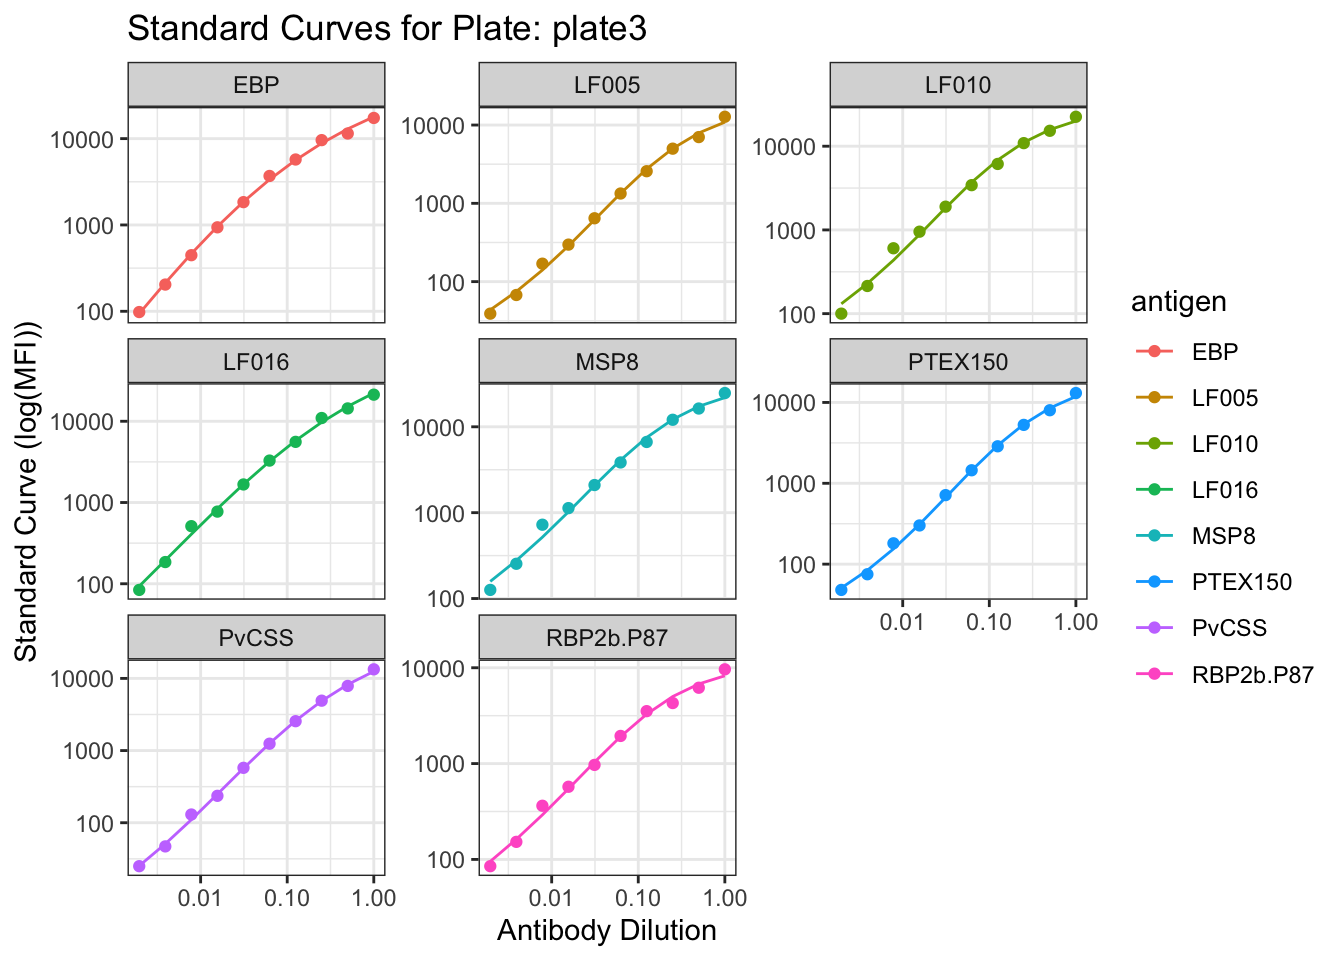 Standard Curves for Plate: plate3
EBP
LF005
LF010
10000
1000
100
10000
1000
100
10000
1000
100
LF016
MSP8
PTEX150
10000
1000
100
10000
1000
100
10000
1000
100
0.01 0.10 1.00
PvCSS
RBP2b.P87
10000
1000
100
10000
1000
100
0.01 0.10 1.00
0.01 0.10 1.00
Antibody Dilution
Standard Curve (log(MFI))
antigen
EBP
LF005
LF010
LF016
MSP8
PTEX150
PvCSS
RBP2b.P87